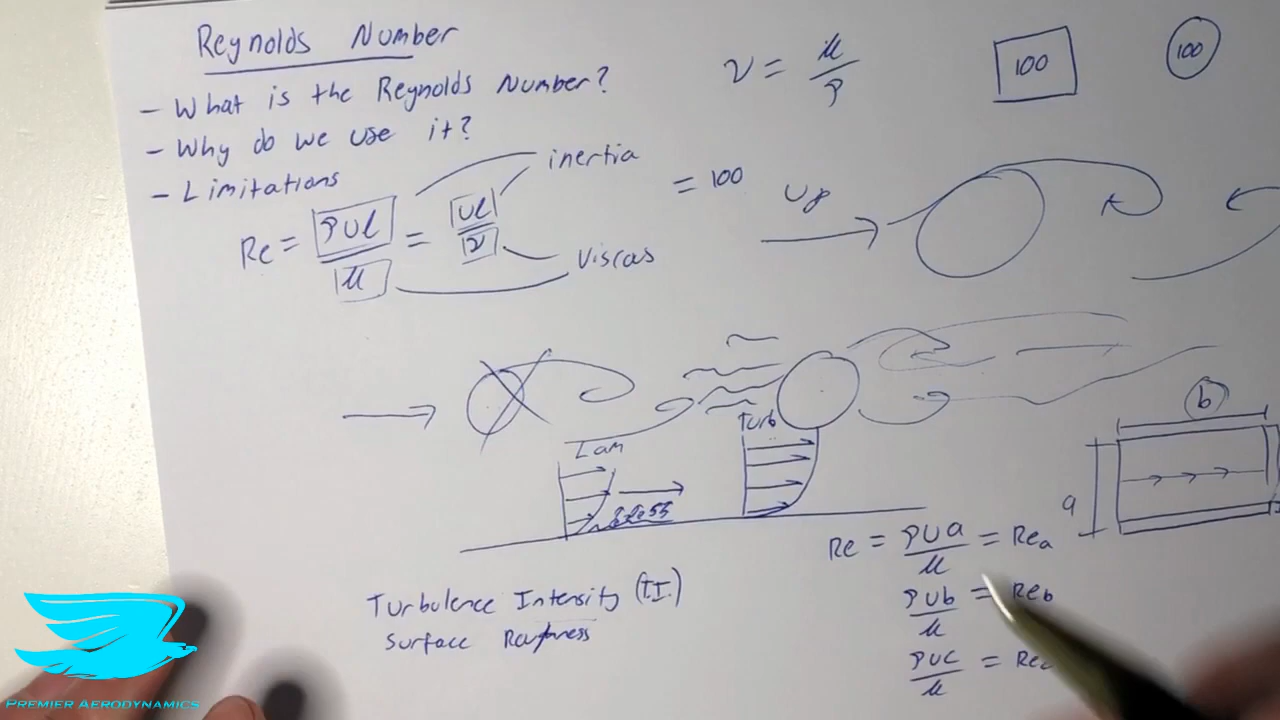 Reynolds Number
- What is the Reynolds Number?
- Why do we use it?
- Limitations
Re = ρUl / μ = Ul / ν = 100
inertia
Viscas
ν = μ / ρ
100
100
U∞
Lam
Turb
b
a
Re = ρUa / μ = Rea
ρUb / μ = Reb
ρUc / μ = Rec
Turbulence Intensity (T.I.)
Surface Roughness
PREMIER AERODYNAMICS